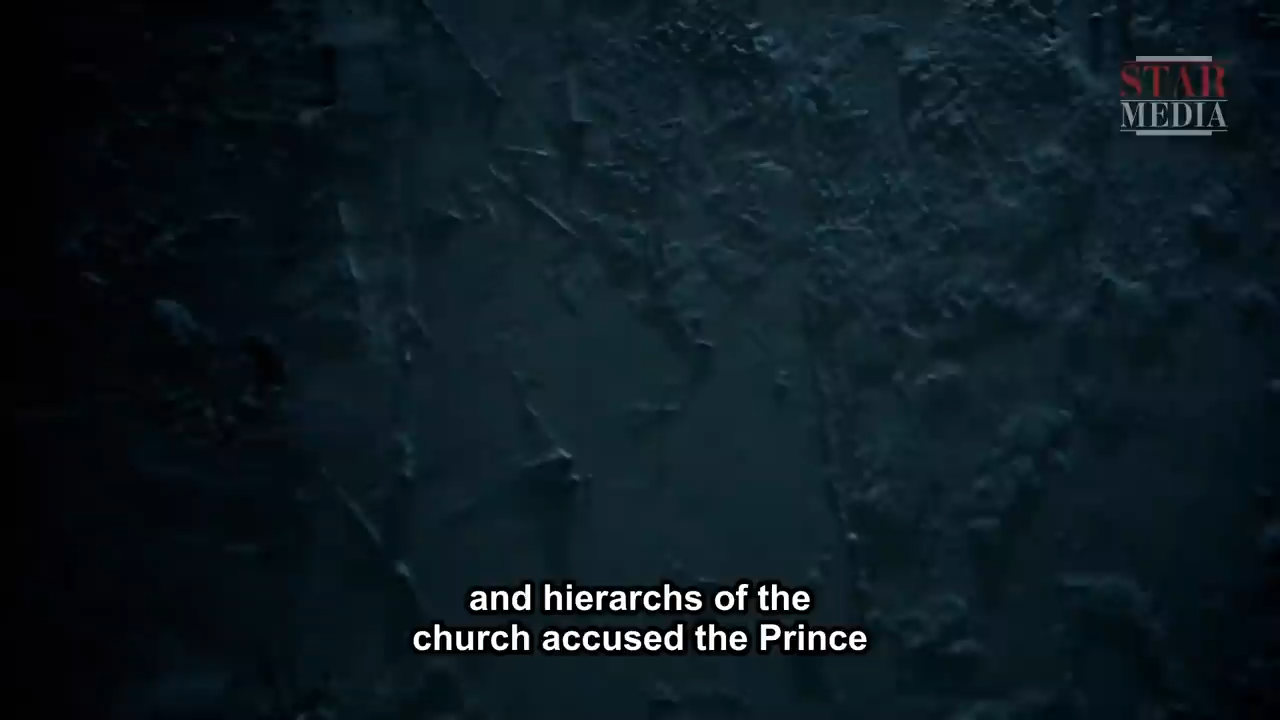 STAR
MEDIA
and hierarchs of the
church accused the Prince